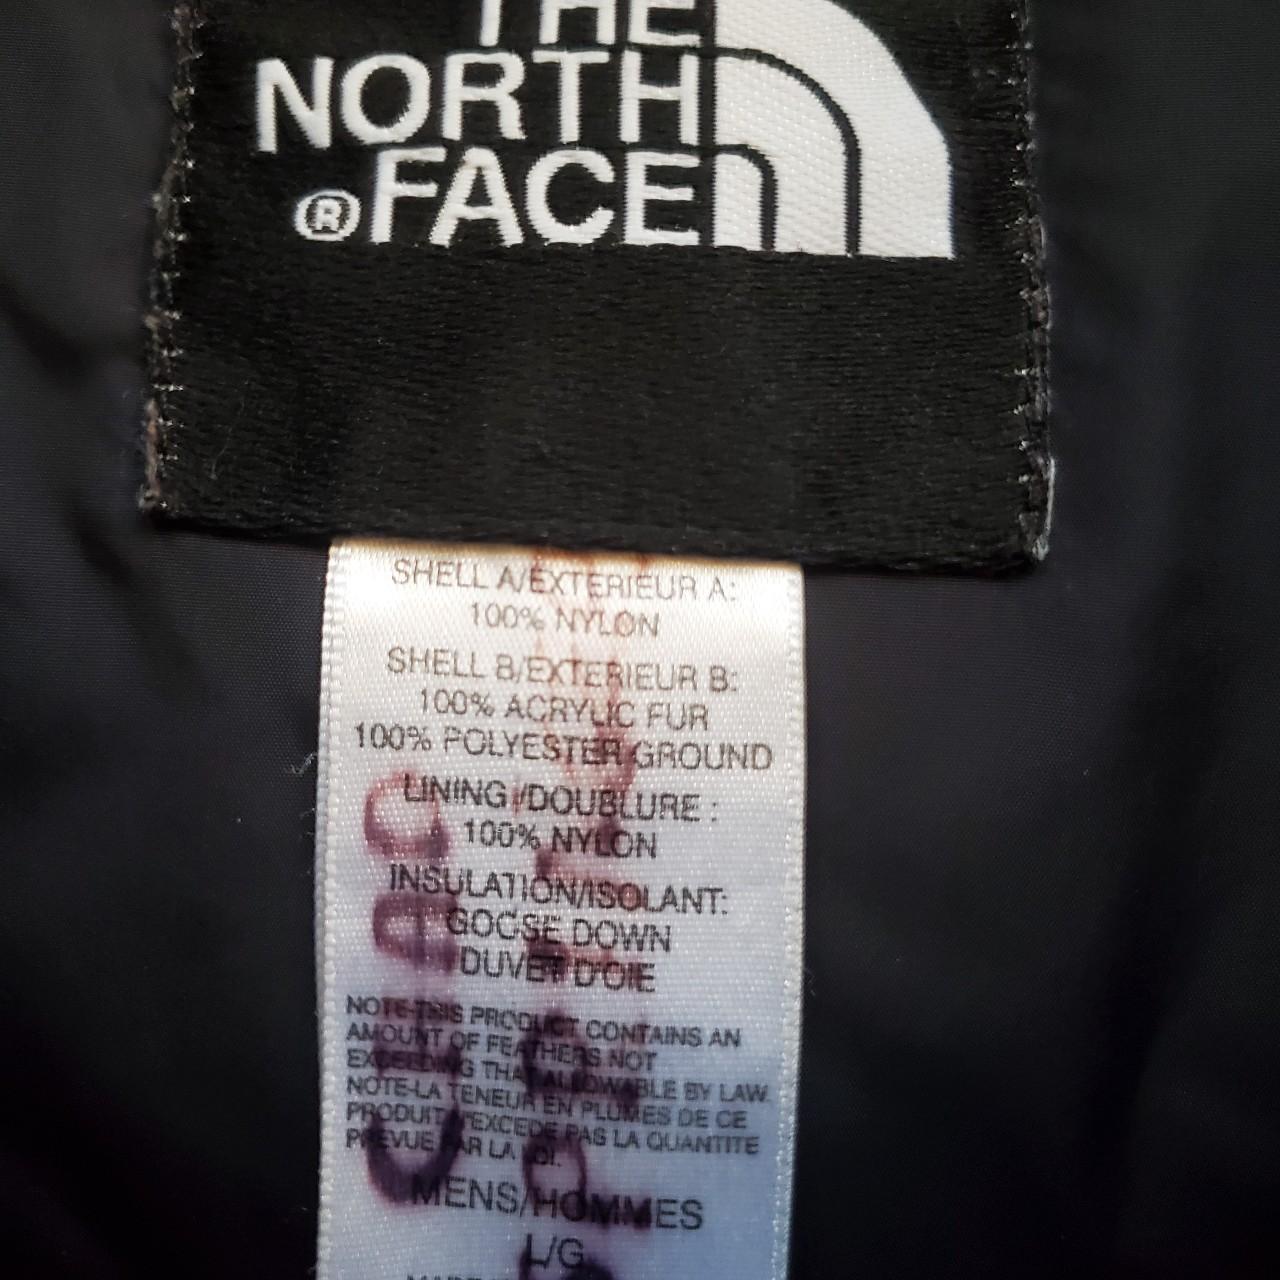 THE
NORTH
FACE
®
SHELL A/EXTERIEUR A:
100% NYLON
SHELL B/EXTERIEUR B:
100% ACRYLIC FUR
100% POLYESTER GROUND
LINING /DOUBLURE :
100% NYLON
INSULATION/ISOLANT:
GOOSE DOWN
DUVET D'OIE
NOTE-THIS PRODUCT CONTAINS AN
AMOUNT OF FEATHERS NOT
EXCEEDING THAT ALLOWABLE BY LAW.
NOTE-LA TENEUR EN PLUMES DE CE
PRODUIT N'EXCEDE PAS LA QUANTITE
PREVUE PAR LA LOI.
MENS/HOMMES
L/G